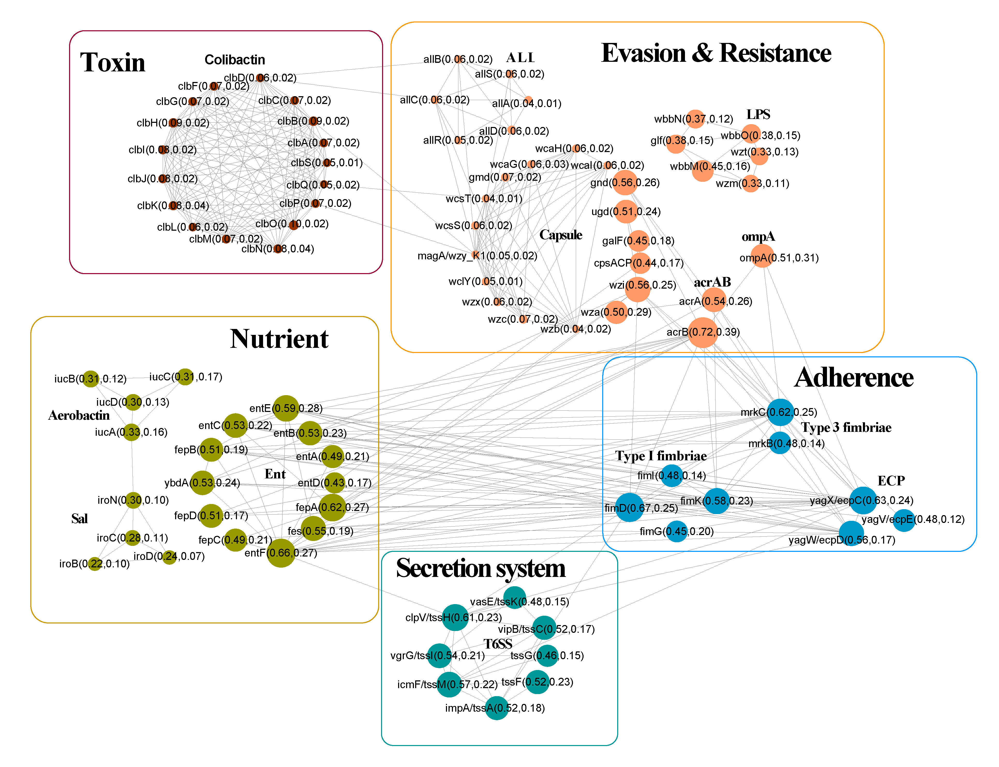 Toxin
Colibactin
clbD(0.06,0.02)
clbF(0.07,0.02)
clbG(0.07,0.02)
clbC(0.07,0.02)
clbH(0.09,0.02)
clbB(0.09,0.02)
clbA(0.07,0.02)
clbI(0.08,0.02)
clbS(0.05,0.01)
clbJ(0.08,0.02)
clbQ(0.05,0.02)
clbK(0.08,0.04)
clbP(0.07,0.02)
clbL(0.06,0.02)
clbO(0.10,0.02)
clbM(0.07,0.02)
clbN(0.08,0.04)
Evasion & Resistance
ALL
allB(0.06,0.02)
allS(0.06,0.02)
allC(0.06,0.02)
allA(0.04,0.01)
allD(0.06,0.02)
allR(0.05,0.02)
LPS
wbbN(0.37,0.12)
wbbO(0.38,0.15)
glf(0.38,0.15)
wzt(0.33,0.13)
wbbM(0.45,0.16)
wzm(0.33,0.11)
wcaH(0.06,0.02)
wcaG(0.06,0.03)
wcaI(0.06,0.02)
gmd(0.07,0.02)
gnd(0.56,0.26)
wcsT(0.04,0.01)
ugd(0.51,0.24)
wcsS(0.06,0.02)
Capsule
galF(0.45,0.18)
magA/wzy_K1(0.05,0.02)
cpsACP(0.44,0.17)
wclY(0.05,0.01)
wzi(0.56,0.25)
wzx(0.06,0.02)
wza(0.50,0.29)
wzc(0.07,0.02)
wzb(0.04,0.02)
ompA
ompA(0.51,0.31)
acrAB
acrA(0.54,0.26)
acrB(0.72,0.39)
Nutrient
iucB(0.31,0.12)
iucC(0.31,0.17)
iucD(0.30,0.13)
Aerobactin
iucA(0.33,0.16)
entE(0.59,0.28)
entC(0.53,0.22)
entB(0.53,0.23)
fepB(0.51,0.19)
entA(0.49,0.21)
Ent
ybdA(0.53,0.24)
entD(0.43,0.17)
fepD(0.51,0.17)
fepA(0.62,0.27)
fes(0.55,0.19)
fepC(0.49,0.21)
entF(0.66,0.27)
iroN(0.30,0.10)
Sal
iroC(0.28,0.11)
iroD(0.24,0.07)
iroB(0.22,0.10)
Adherence
mrkC(0.62,0.25)
Type 3 fimbriae
mrkB(0.48,0.14)
Type I fimbriae
fimI(0.48,0.14)
ECP
fimK(0.58,0.23)
yagX/ecpC(0.63,0.24)
fimD(0.67,0.25)
yagV/ecpE(0.48,0.12)
fimG(0.45,0.20)
yagW/ecpD(0.56,0.17)
Secretion system
vasE/tssK(0.48,0.15)
clpV/tssH(0.61,0.23)
vipB/tssC(0.52,0.17)
T6SS
vgrG/tssI(0.54,0.21)
tssG(0.46,0.15)
icmF/tssM(0.57,0.22)
tssF(0.52,0.23)
impA/tssA(0.52,0.18)